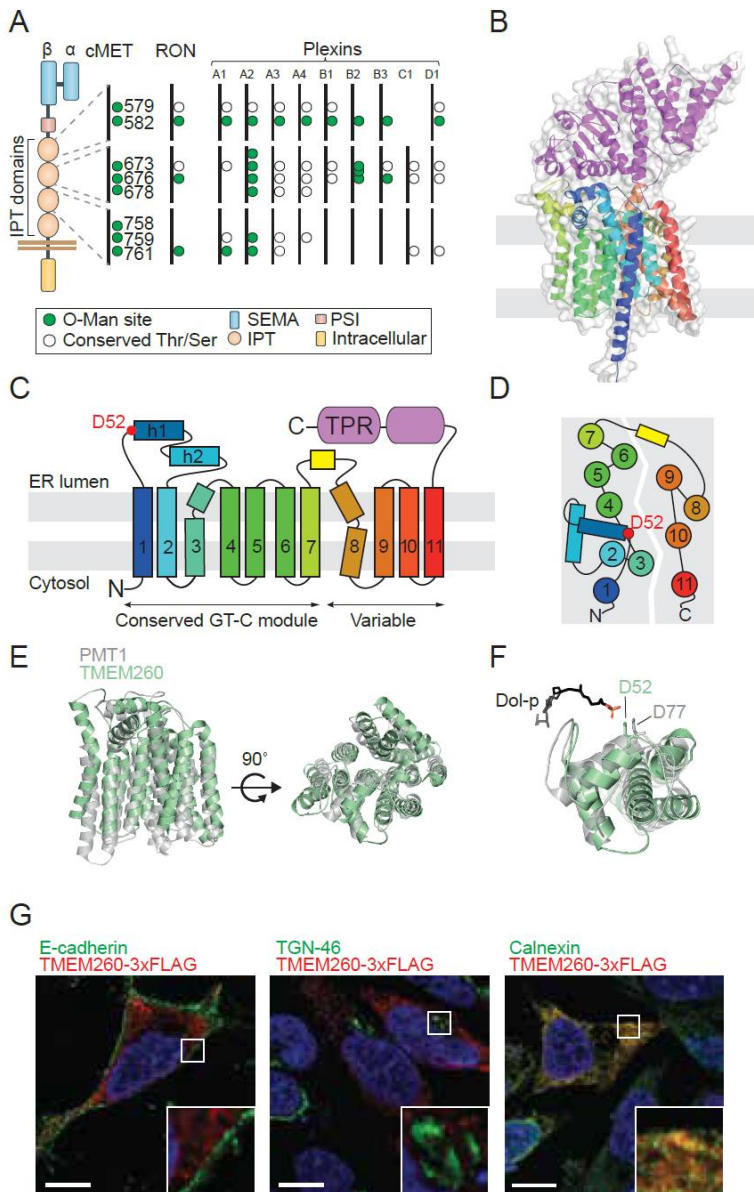 A
β α cMET RON Plexins
A1 A2 A3 A4 B1 B2 B3 C1 D1
579
582
673
676
678
758
759
761
IPT domains
O-Man site SEMA PSI
Conserved Thr/Ser IPT Intracellular
B
C
D52
h1
h2
C TPR
ER lumen
1 2 3 4 5 6 7 8 9 10 11
Cytosol
N
Conserved GT-C module Variable
D
7
6
5
9
8
4
D52
10
2
3
1
11
N
C
E
PMT1
TMEM260
90°
F
Dol-p
D52
D77
G
E-cadherin
TMEM260-3xFLAG
TGN-46
TMEM260-3xFLAG
Calnexin
TMEM260-3xFLAG